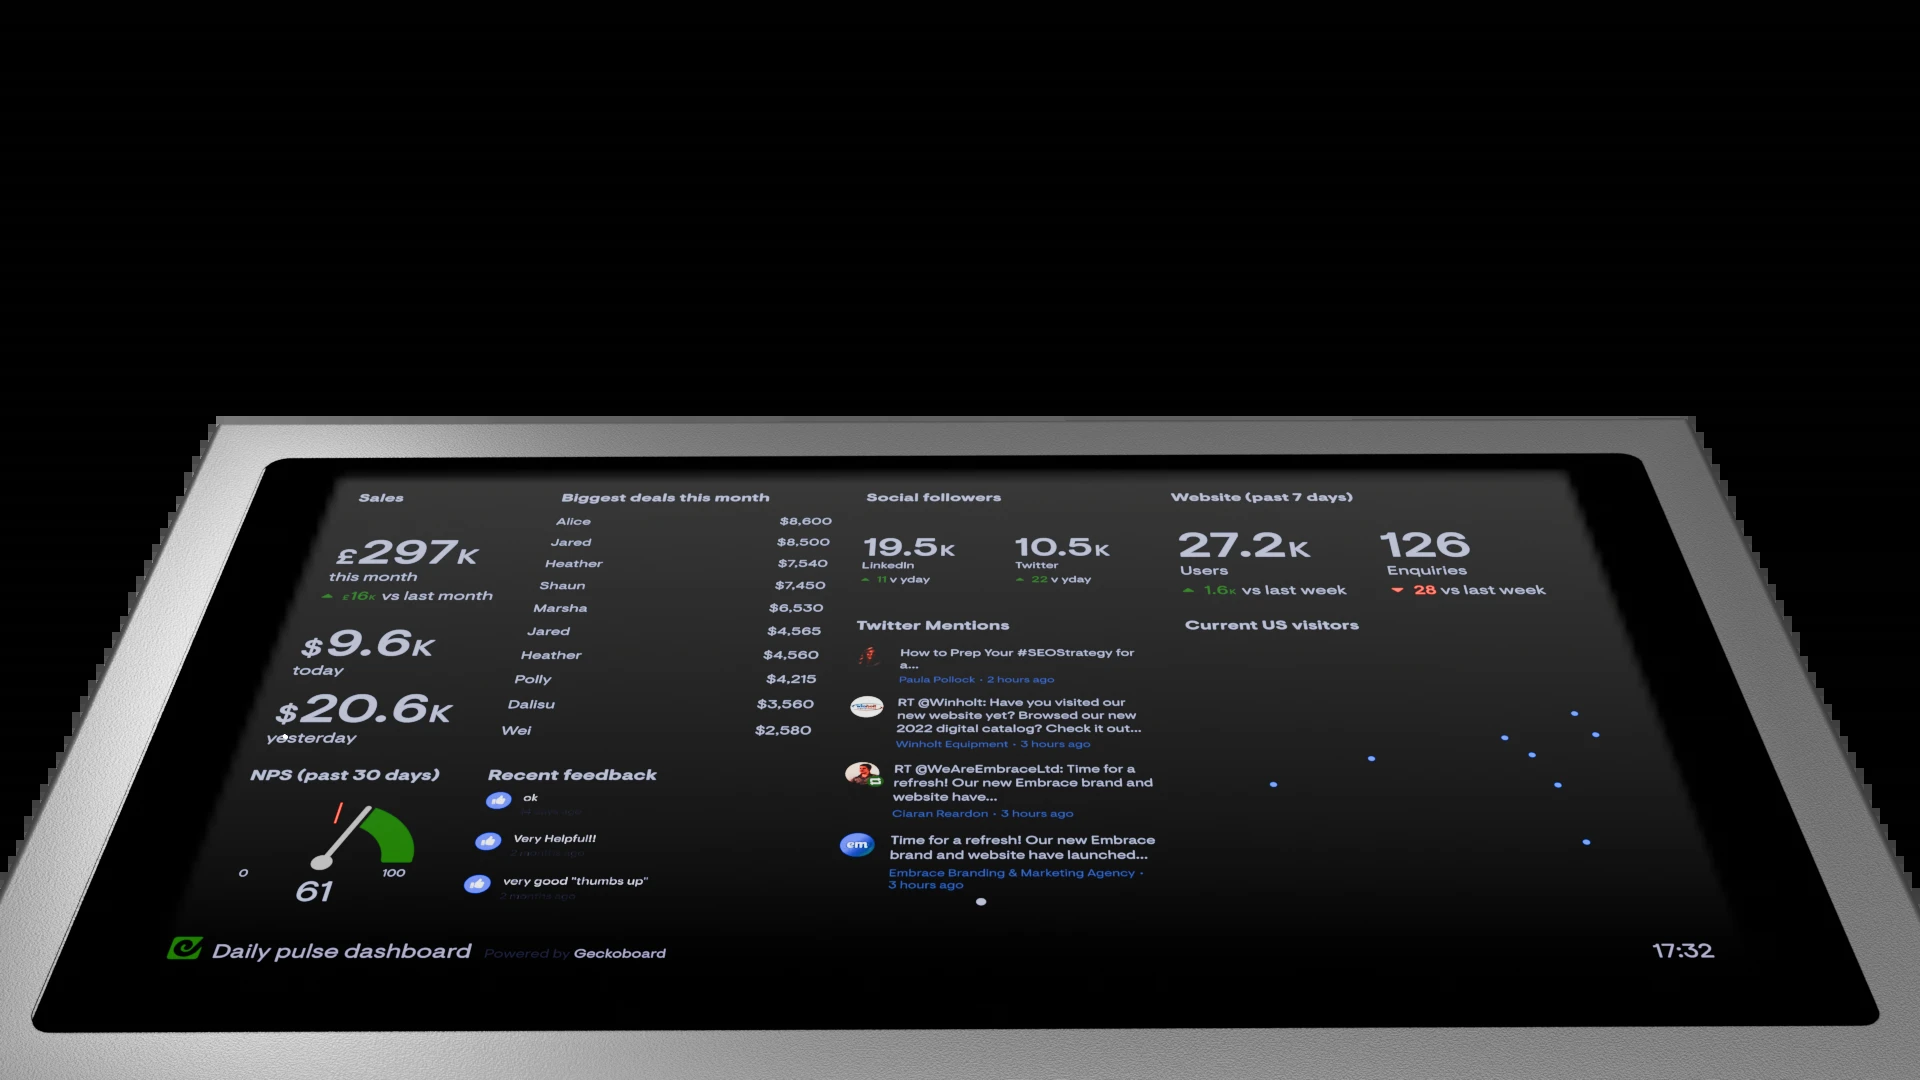 Sales
£297K
this month
£16K vs last month
$9.6K
today
$20.6K
yesterday
Biggest deals this month
Alice $8,600
Jared $8,500
Heather $7,540
Shaun $7,450
Marsha $6,530
Jared $4,565
Heather $4,560
Polly $4,215
Dalisu $3,560
Wei $2,580
Social followers
19.5K
LinkedIn
11 v yday
10.5K
Twitter
22 v yday
Website (past 7 days)
27.2K
Users
1.6K vs last week
126
Enquiries
28 vs last week
Twitter Mentions
How to Prep Your #SEOStrategy for
a...
Paula Pollock · 2 hours ago
winholt
RT @Winholt: Have you visited our
new website yet? Browsed our new
2022 digital catalog? Check it out...
Winholt Equipment · 3 hours ago
RT @WeAreEmbraceLtd: Time for a
refresh! Our new Embrace brand and
website have...
Ciaran Reardon · 3 hours ago
em
Time for a refresh! Our new Embrace
brand and website have launched...
Embrace Branding & Marketing Agency ·
3 hours ago
Current US visitors
NPS (past 30 days)
0
100
61
Recent feedback
ok
Very Helpful!!
very good "thumbs up"
2 months ago
Daily pulse dashboard
Powered by Geckoboard
17:32